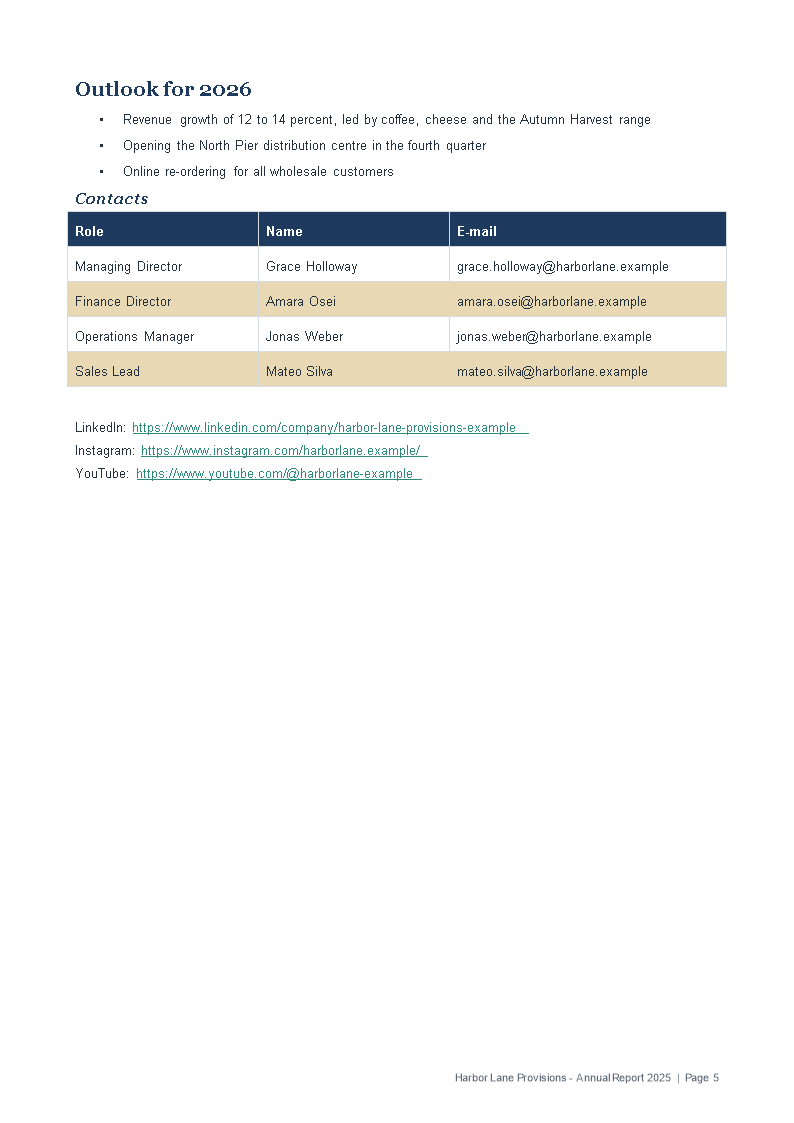 Outlook for 2026
• Revenue growth of 12 to 14 percent, led by coffee, cheese and the Autumn Harvest range
• Opening the North Pier distribution centre in the fourth quarter
• Online re-ordering for all wholesale customers
Contacts
Role Name E-mail
Managing Director Grace Holloway grace.holloway@harborlane.example
Finance Director Amara Osei amara.osei@harborlane.example
Operations Manager Jonas Weber jonas.weber@harborlane.example
Sales Lead Mateo Silva mateo.silva@harborlane.example
LinkedIn: https://www.linkedin.com/company/harbor-lane-provisions-example
Instagram: https://www.instagram.com/harborlane.example/
YouTube: https://www.youtube.com/@harborlane-example
Harbor Lane Provisions - Annual Report 2025 | Page 5